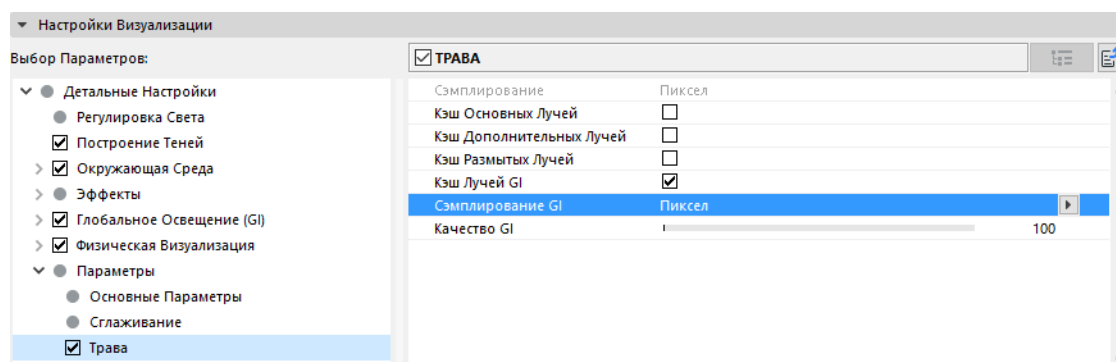 Настройки Визуализации
Выбор Параметров:
ТРАВА
Детальные Настройки
Регулировка Света
Построение Теней
Окружающая Среда
Эффекты
Глобальное Освещение (GI)
Физическая Визуализация
Параметры
Основные Параметры
Сглаживание
Трава
Сэмплирование Пиксел
Кэш Основных Лучей
Кэш Дополнительных Лучей
Кэш Размытых Лучей
Кэш Лучей GI
Сэмплирование GI Пиксел
Качество GI 100